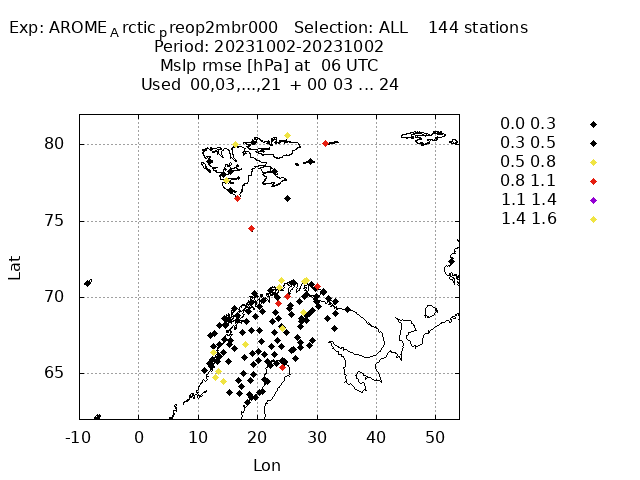 Exp: AROME_Arctic_preop2mbr000 Selection: ALL 144 stations
Period: 20231002-20231002
Mslp rmse [hPa] at 06 UTC
Used 00,03,...,21 + 00 03 ... 24
0.0 0.3
0.3 0.5
0.5 0.8
0.8 1.1
1.1 1.4
1.4 1.6
80
75
70
65
Lat
-10 0 10 20 30 40 50
Lon